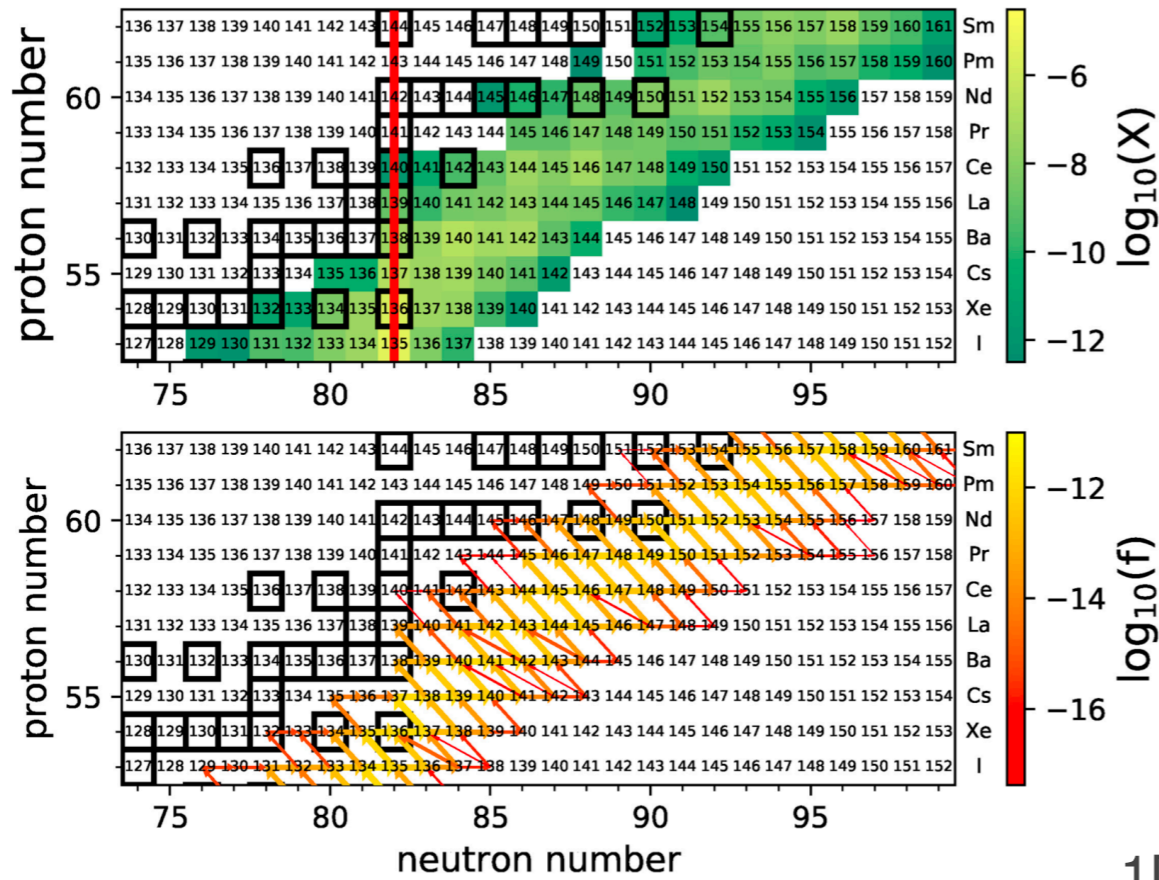 136 137 138 139 140 141 142 143 144 145 146 147 148 149 150 151 152 153 154 155 156 157 158 159 160 161 Sm
135 136 137 138 139 140 141 142 143 144 145 146 147 148 149 150 151 152 153 154 155 156 157 158 159 160 Pm
60 134 135 136 137 138 139 140 141 142 143 144 145 146 147 148 149 150 151 152 153 154 155 156 157 158 159 Nd
133 134 135 136 137 138 139 140 141 142 143 144 145 146 147 148 149 150 151 152 153 154 155 156 157 158 Pr
132 133 134 135 136 137 138 139 140 141 142 143 144 145 146 147 148 149 150 151 152 153 154 155 156 157 Ce
131 132 133 134 135 136 137 138 139 140 141 142 143 144 145 146 147 148 149 150 151 152 153 154 155 156 La
130 131 132 133 134 135 136 137 138 139 140 141 142 143 144 145 146 147 148 149 150 151 152 153 154 155 Ba
55 129 130 131 132 133 134 135 136 137 138 139 140 141 142 143 144 145 146 147 148 149 150 151 152 153 154 Cs
128 129 130 131 132 133 134 135 136 137 138 139 140 141 142 143 144 145 146 147 148 149 150 151 152 153 Xe
127 128 129 130 131 132 133 134 135 136 137 138 139 140 141 142 143 144 145 146 147 148 149 150 151 152 I
75 80 85 90 95
proton number
−6
−8
−10
−12
log10(X)
136 137 138 139 140 141 142 143 144 145 146 147 148 149 150 151 152 153 154 155 156 157 158 159 160 161 Sm
135 136 137 138 139 140 141 142 143 144 145 146 147 148 149 150 151 152 153 154 155 156 157 158 159 160 Pm
60 134 135 136 137 138 139 140 141 142 143 144 145 146 147 148 149 150 151 152 153 154 155 156 157 158 159 Nd
133 134 135 136 137 138 139 140 141 142 143 144 145 146 147 148 149 150 151 152 153 154 155 156 157 158 Pr
132 133 134 135 136 137 138 139 140 141 142 143 144 145 146 147 148 149 150 151 152 153 154 155 156 157 Ce
131 132 133 134 135 136 137 138 139 140 141 142 143 144 145 146 147 148 149 150 151 152 153 154 155 156 La
130 131 132 133 134 135 136 137 138 139 140 141 142 143 144 145 146 147 148 149 150 151 152 153 154 155 Ba
55 129 130 131 132 133 134 135 136 137 138 139 140 141 142 143 144 145 146 147 148 149 150 151 152 153 154 Cs
128 129 130 131 132 133 134 135 136 137 138 139 140 141 142 143 144 145 146 147 148 149 150 151 152 153 Xe
127 128 129 130 131 132 133 134 135 136 137 138 139 140 141 142 143 144 145 146 147 148 149 150 151 152 I
75 80 85 90 95
proton number
neutron number
−12
−14
−16
log10(f)